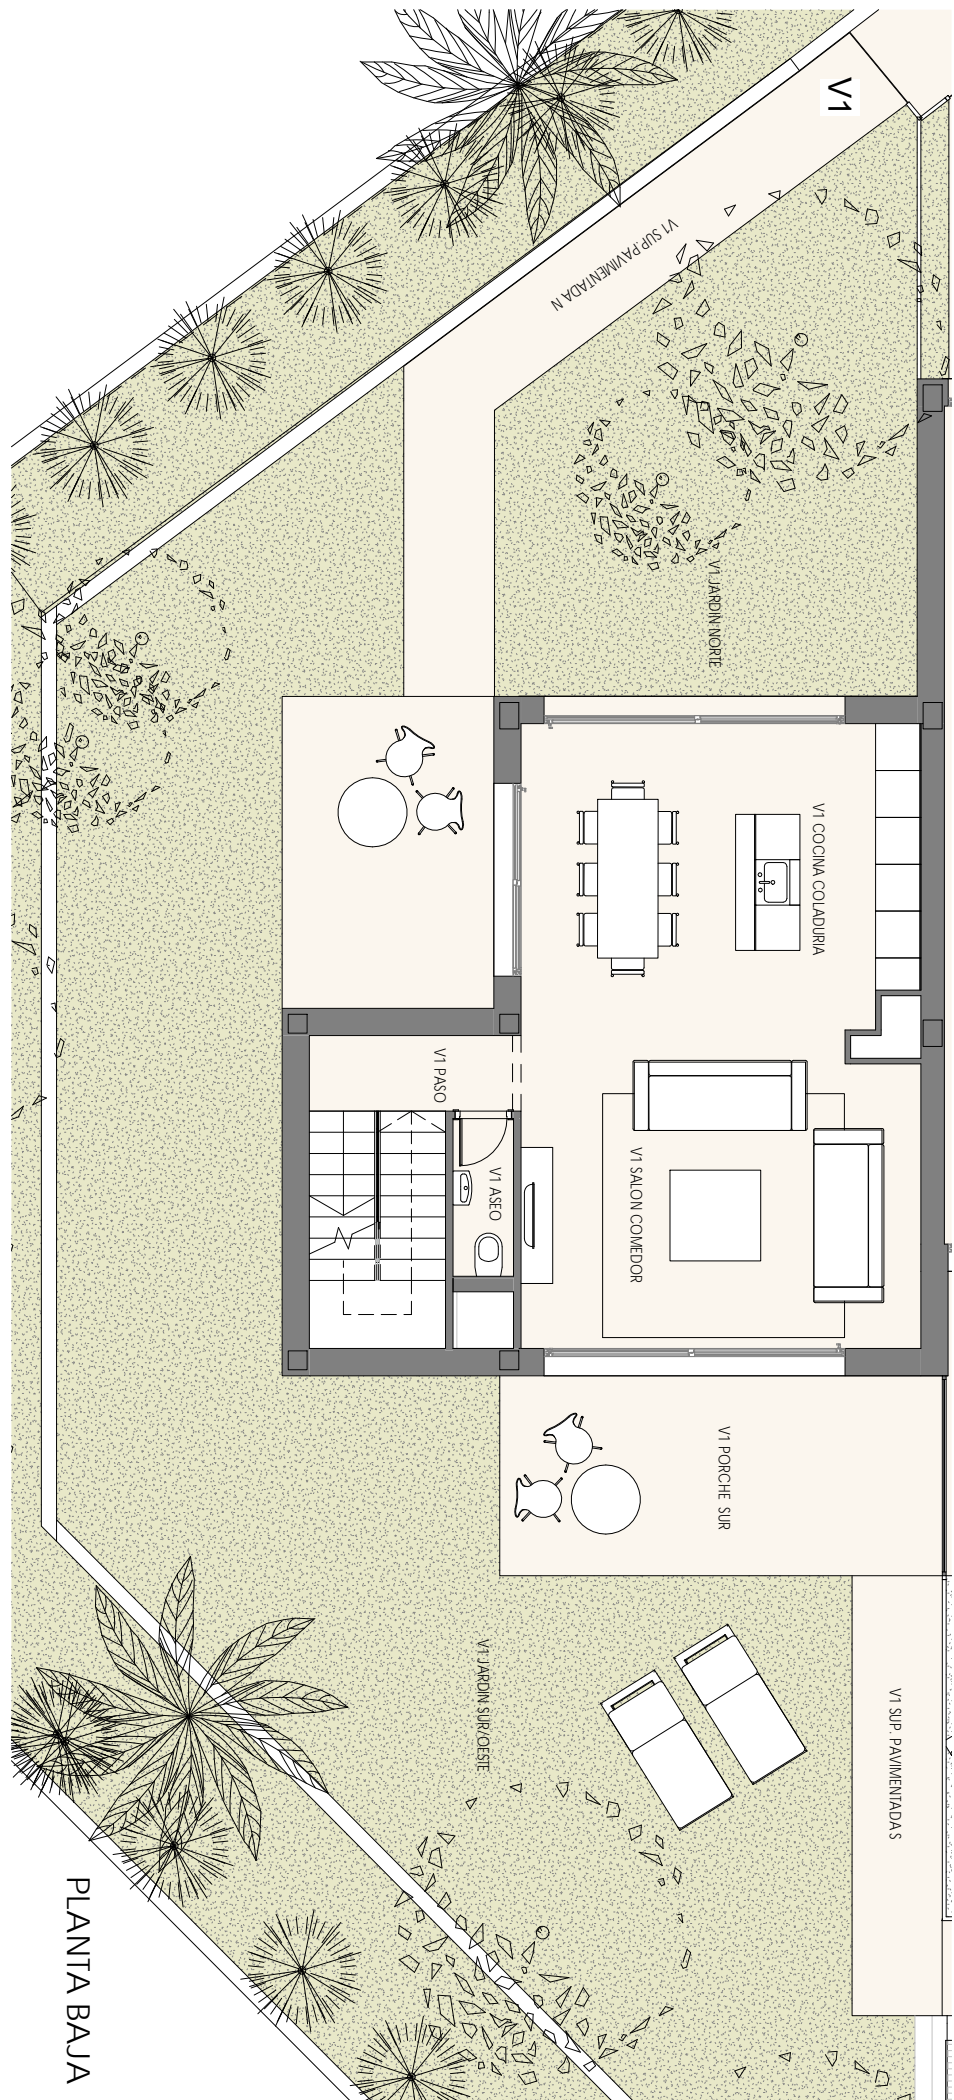 V1
V1 SUP.PAVIMENTADA N
V1 JARDIN NORTE
V1 COCINA COLADURIA
V1 PASO
V1 ASEO
V1 SALON COMEDOR
V1 PORCHE SUR
V1 JARDIN SUR/OESTE
V1 SUP. PAVIMENTADA S
PLANTA BAJA